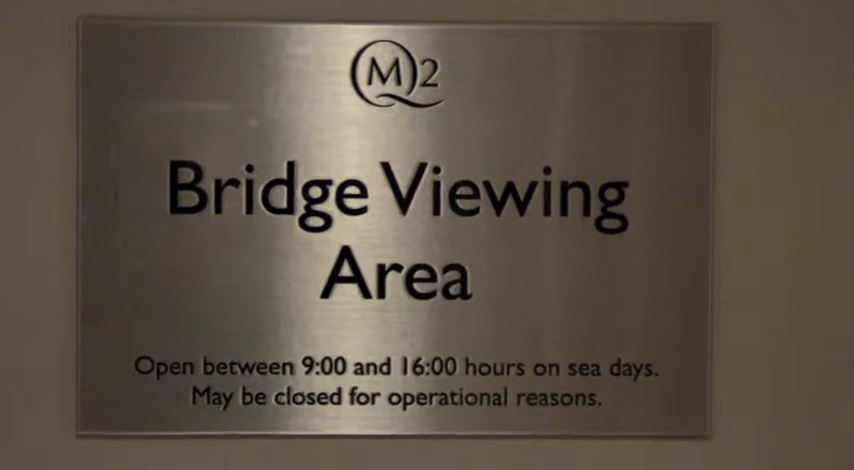 QM2
Bridge Viewing
Area
Open between 9:00 and 16:00 hours on sea days.
May be closed for operational reasons.